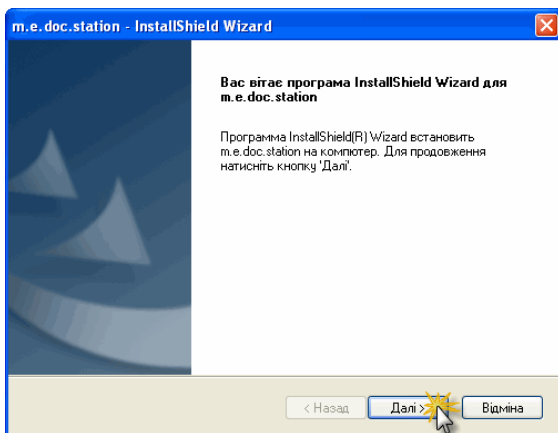 m.e.doc.station - InstallShield Wizard
Вас вітає програма InstallShield Wizard для
m.e.doc.station
Программа InstallShield(R) Wizard встановить
m.e.doc.station на компютер. Для продовження
натисніть кнопку 'Далі'.
< Назад Далі > Відміна